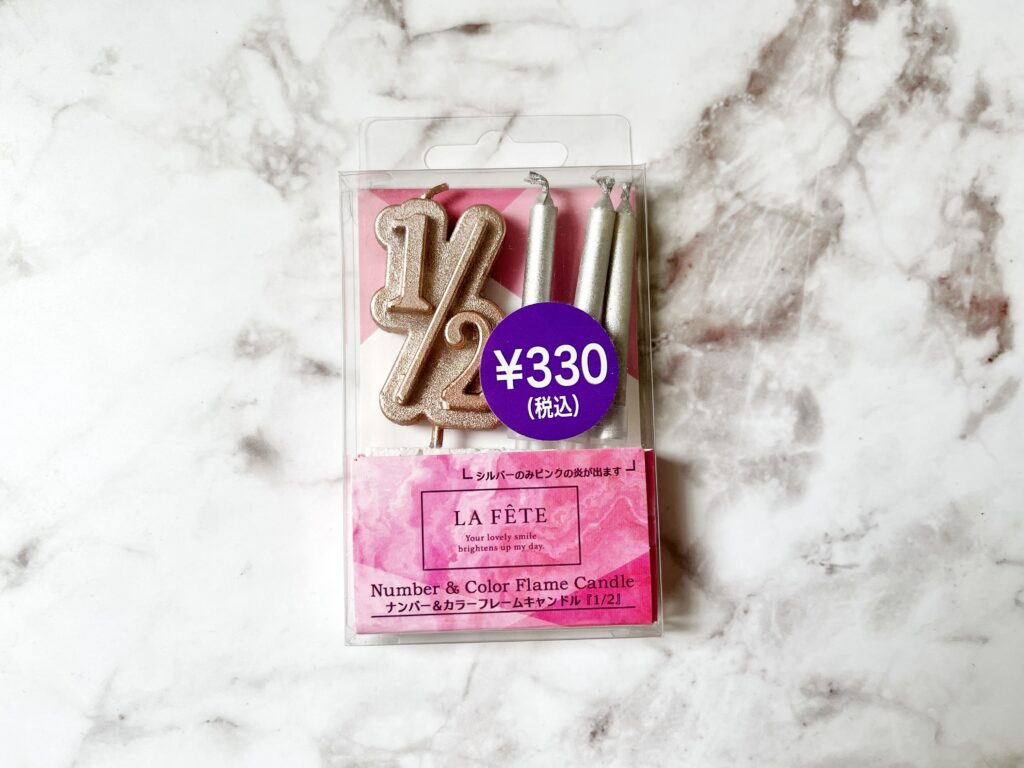 1/2
¥330
(税込)
シルバーのみピンクの炎が出ます
LA FÊTE
Your lovely smile
brightens up my day.
Number & Color Flame Candle
ナンバー&カラーフレームキャンドル『1/2』